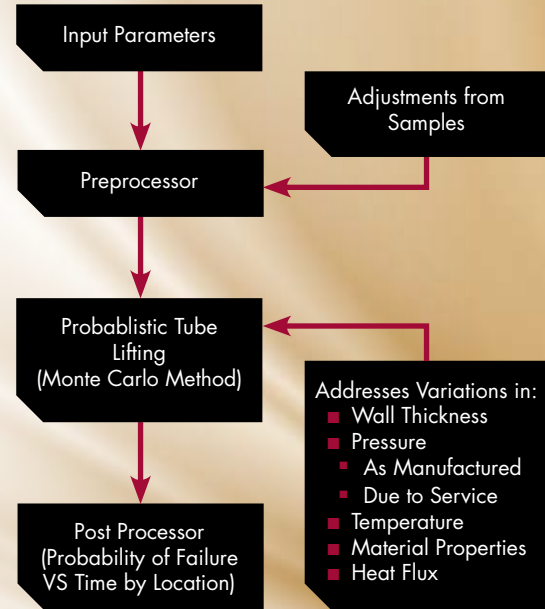 Input Parameters
Adjustments from
Samples
Preprocessor
Probablistic Tube
Lifting
(Monte Carlo Method)
Addresses Variations in:
Wall Thickness
Pressure
As Manufactured
Due to Service
Temperature
Material Properties
Heat Flux
Post Processor
(Probability of Failure
VS Time by Location)